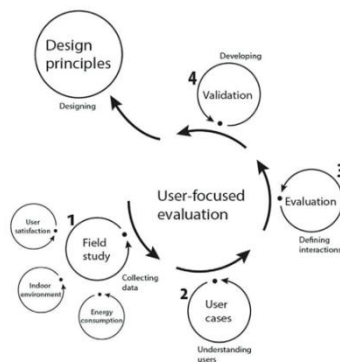 Design
principles
Designing
Developing
4
Validation
3
Evaluation
Defining
interactions
User-focused
evaluation
1
Field
study
Collecting
data
User
satisfaction
Indoor
environment
Energy
consumption
2
User
cases
Understanding
users